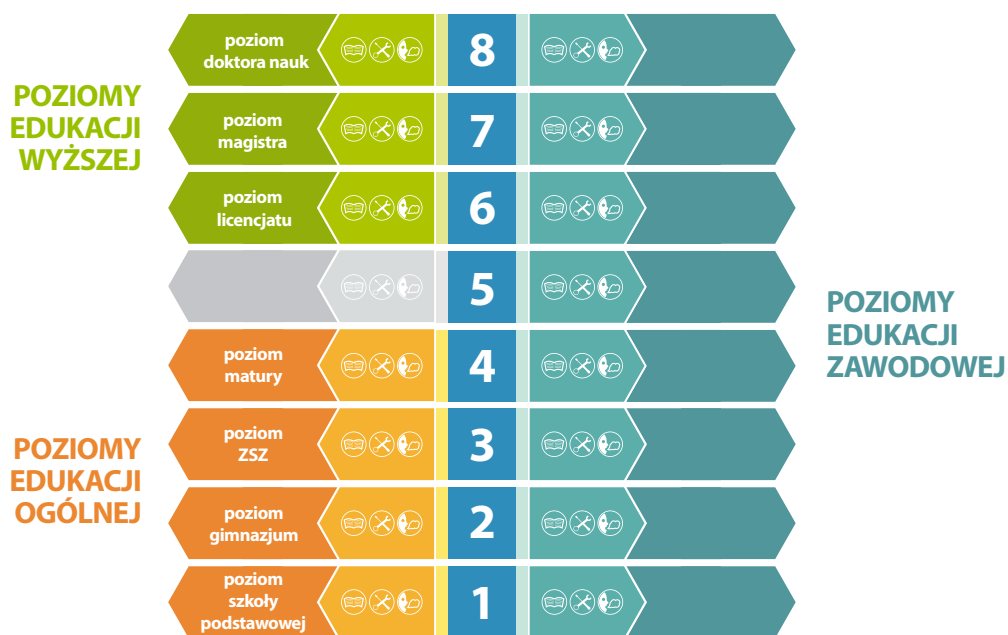 POZIOMY
EDUKACJI
WYŻSZEJ
poziom
doktora nauk
8
poziom
magistra
7
poziom
licencjatu
6
5
POZIOMY
EDUKACJI
ZAWODOWEJ
poziom
matury
4
POZIOMY
EDUKACJI
OGÓLNEJ
poziom
ZSZ
3
poziom
gimnazjum
2
poziom
szkoły
podstawowej
1